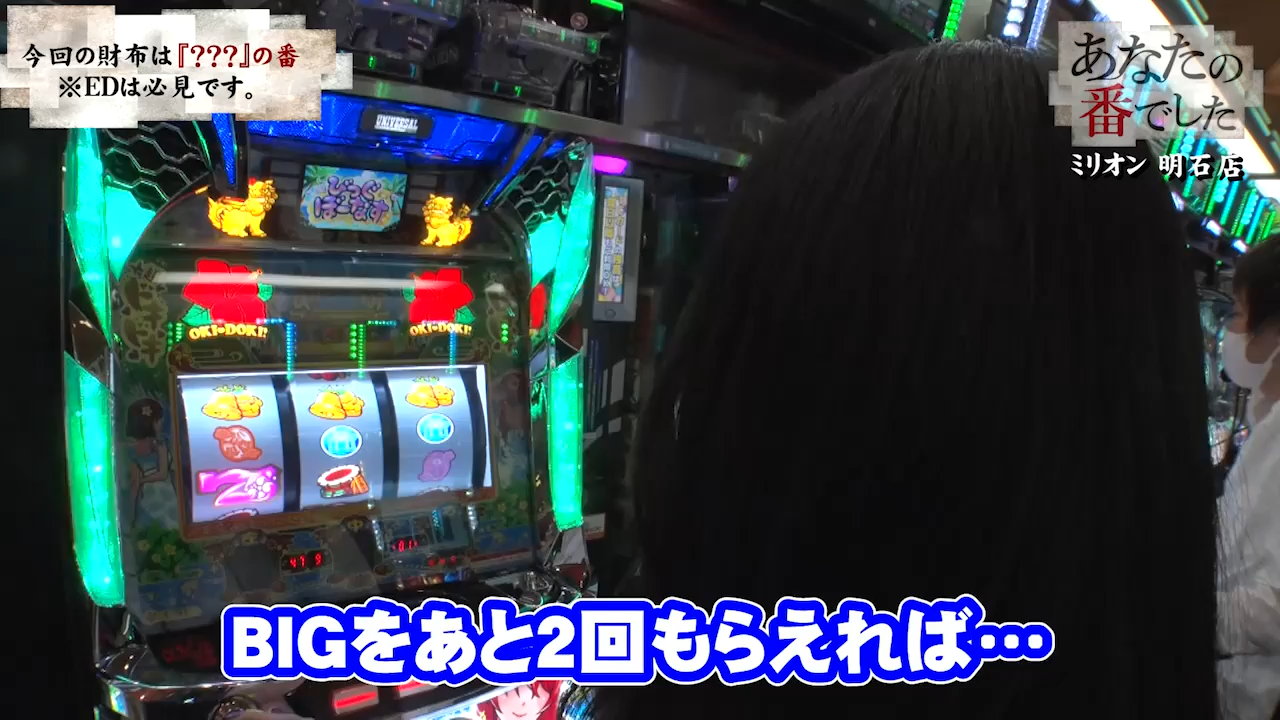 今回の財布は『???』の番
※EDは必見です。
あなたの
番でした
ミリオン 明石店
UNIVERSAL
びっぐ
ぼーなす
OKI-DOKI!
OKI-DOKI!
BIGをあと2回もらえれば…